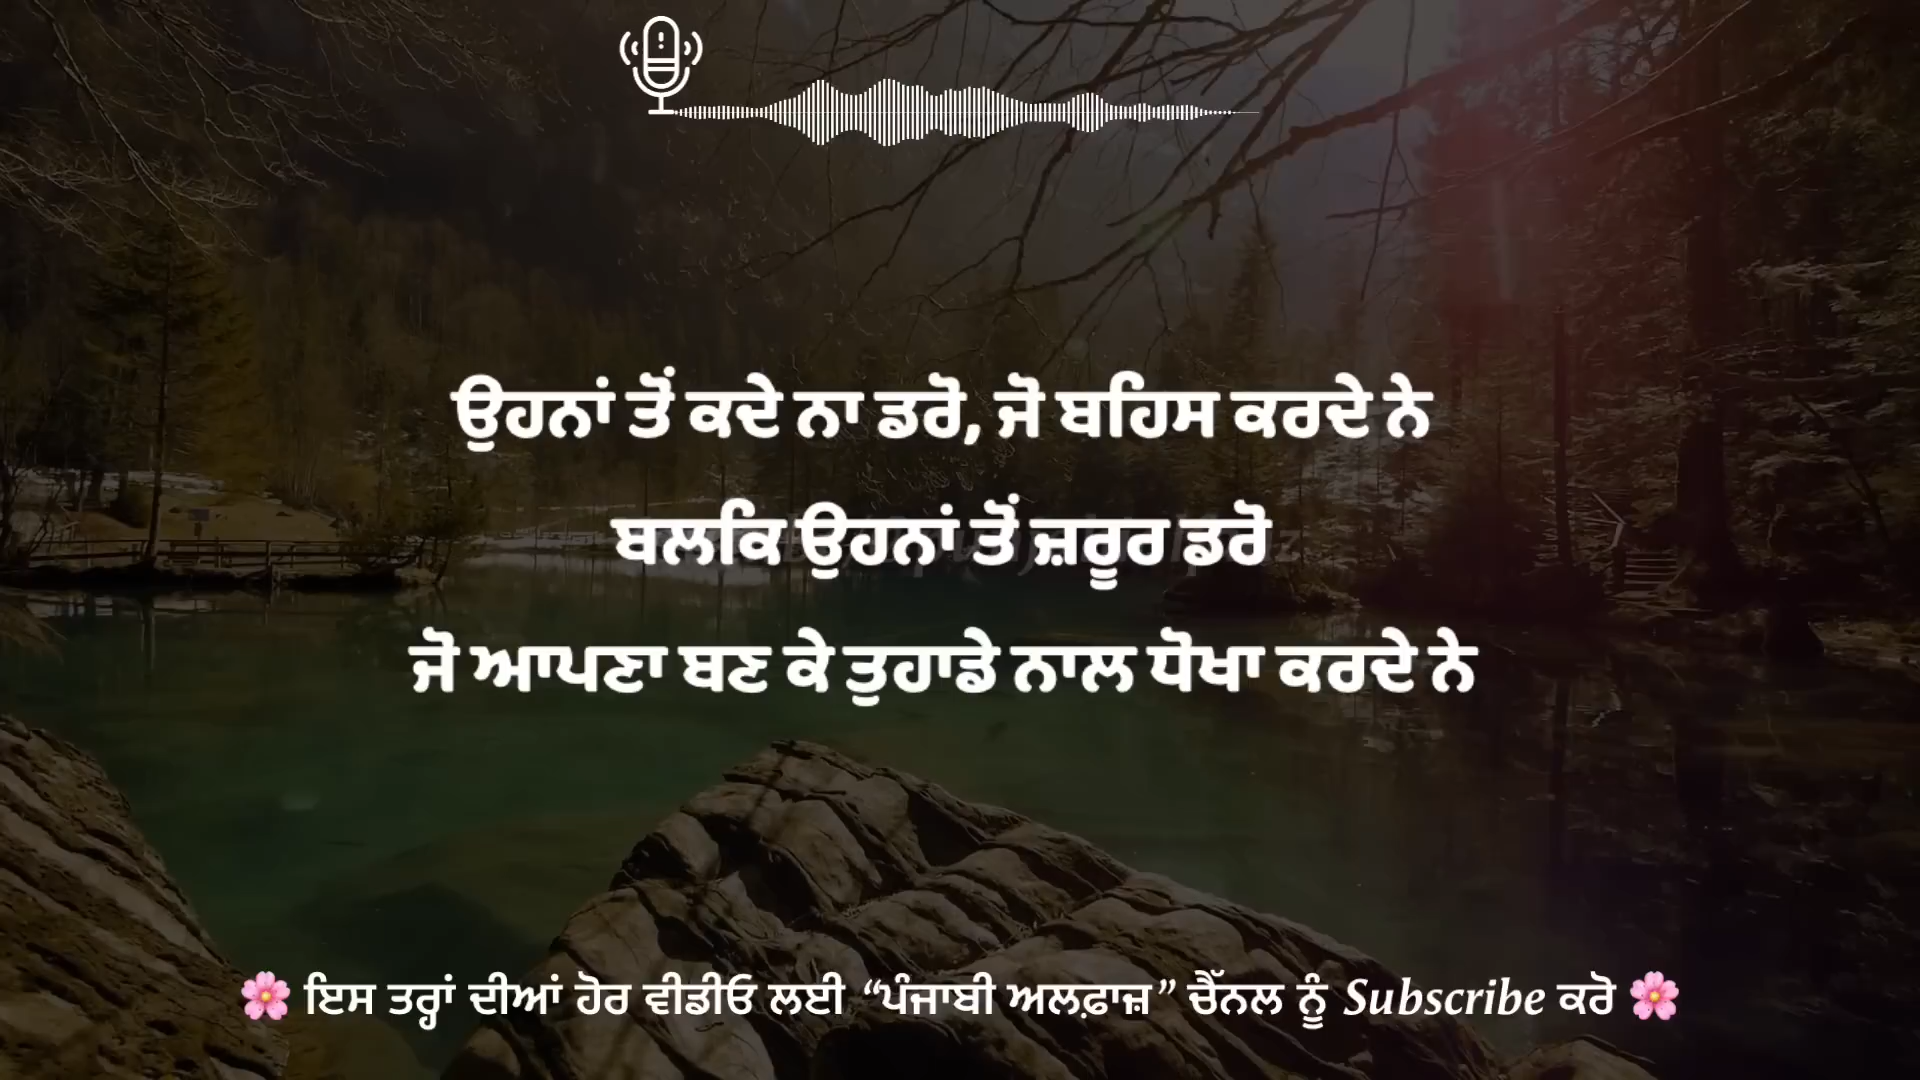 ਉਹਨਾਂ ਤੋਂ ਕਦੇ ਨਾ ਡਰੋ, ਜੋ ਬਹਿਸ ਕਰਦੇ ਨੇ
ਬਲਕਿ ਉਹਨਾਂ ਤੋਂ ਜ਼ਰੂਰ ਡਰੋ
ਜੋ ਆਪਣਾ ਬਣ ਕੇ ਤੁਹਾਡੇ ਨਾਲ ਧੋਖਾ ਕਰਦੇ ਨੇ
🌸 ਇਸ ਤਰ੍ਹਾਂ ਦੀਆਂ ਹੋਰ ਵੀਡੀਓ ਲਈ “ਪੰਜਾਬੀ ਅਲਫ਼ਾਜ਼” ਚੈੱਨਲ ਨੂੰ Subscribe ਕਰੋ 🌸